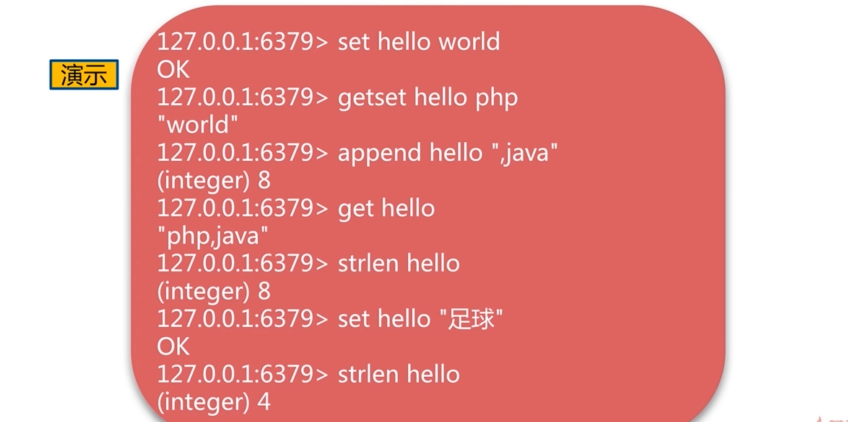 演示
127.0.0.1:6379> set hello world
OK
127.0.0.1:6379> getset hello php
"world"
127.0.0.1:6379> append hello ",java"
(integer) 8
127.0.0.1:6379> get hello
"php,java"
127.0.0.1:6379> strlen hello
(integer) 8
127.0.0.1:6379> set hello "足球"
OK
127.0.0.1:6379> strlen hello
(integer) 4